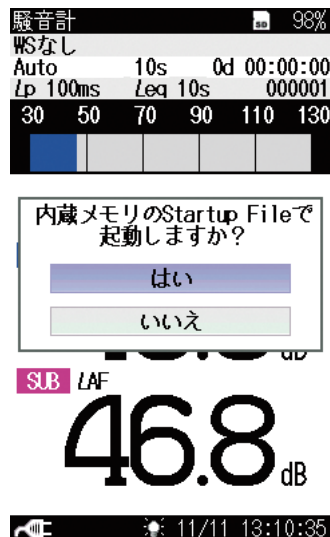 騒音計 SD 98%
WSなし
Auto 10s 0d 00:00:00
Lp 100ms Leq 10s 000001
30 50 70 90 110 130
内蔵メモリのStartup Fileで
起動しますか?
はい
いいえ
dB
SUB LAF
46.8 dB
11/11 13:10:35